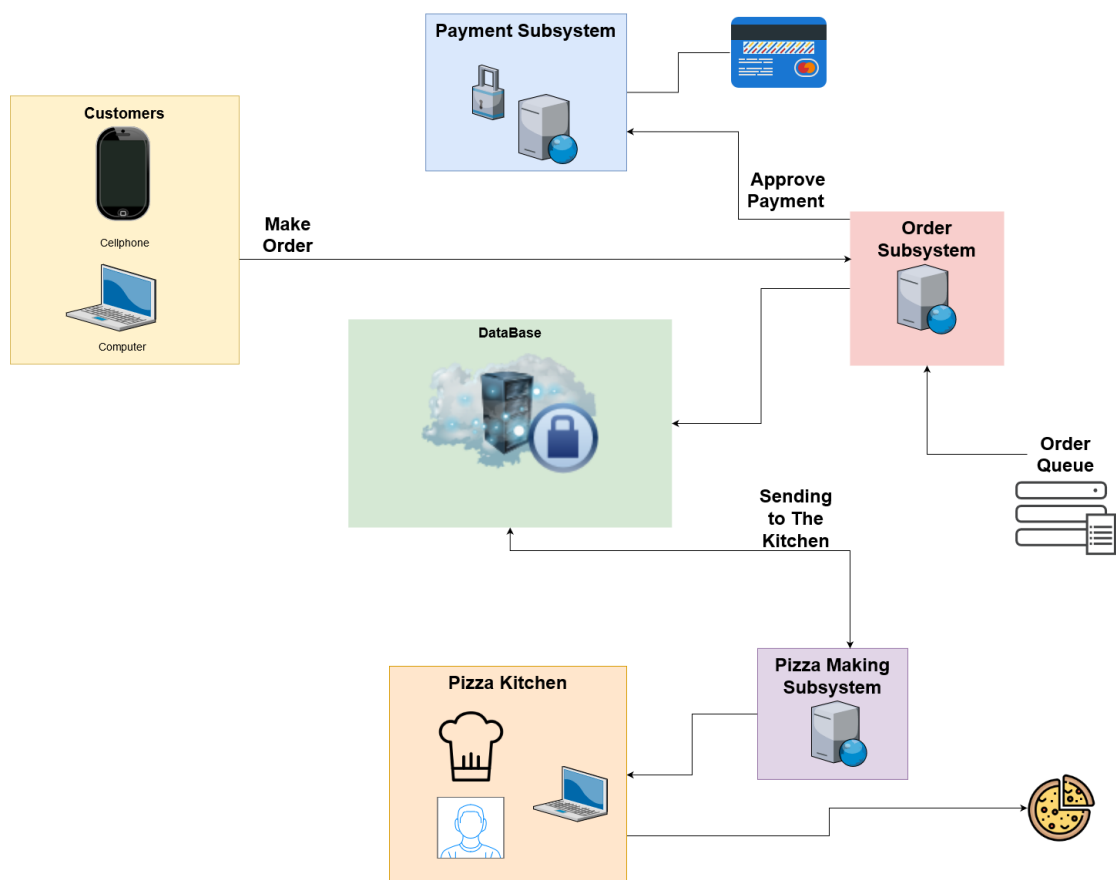 Payment Subsystem
Customers
Cellphone
Computer
Make
Order
Approve
Payment
Order
Subsystem
DataBase
Order
Queue
Sending
to The
Kitchen
Pizza Making
Subsystem
Pizza Kitchen